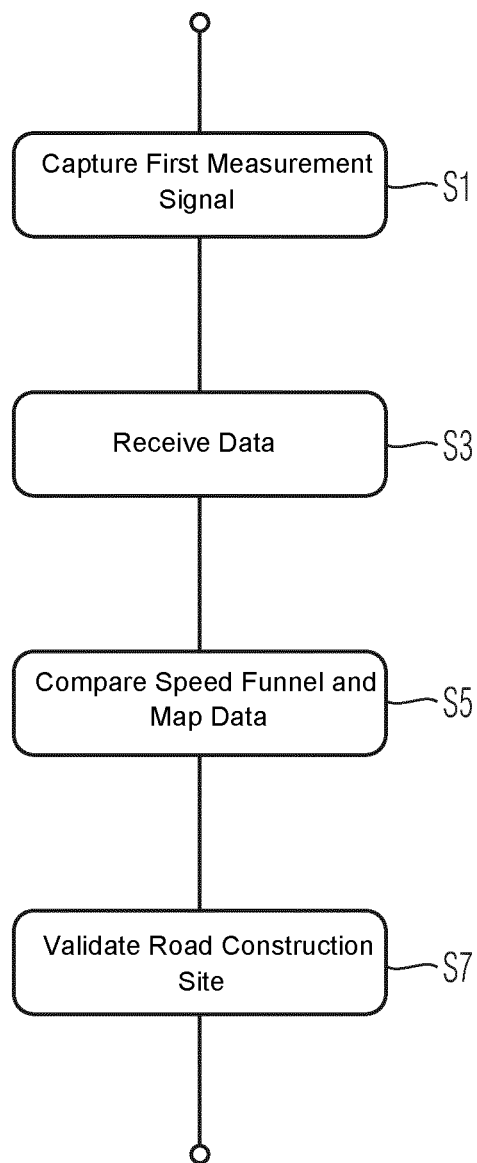 Capture First Measurement
Signal
S1
Receive Data
S3
Compare Speed Funnel and
Map Data
S5
Validate Road Construction
Site
S7